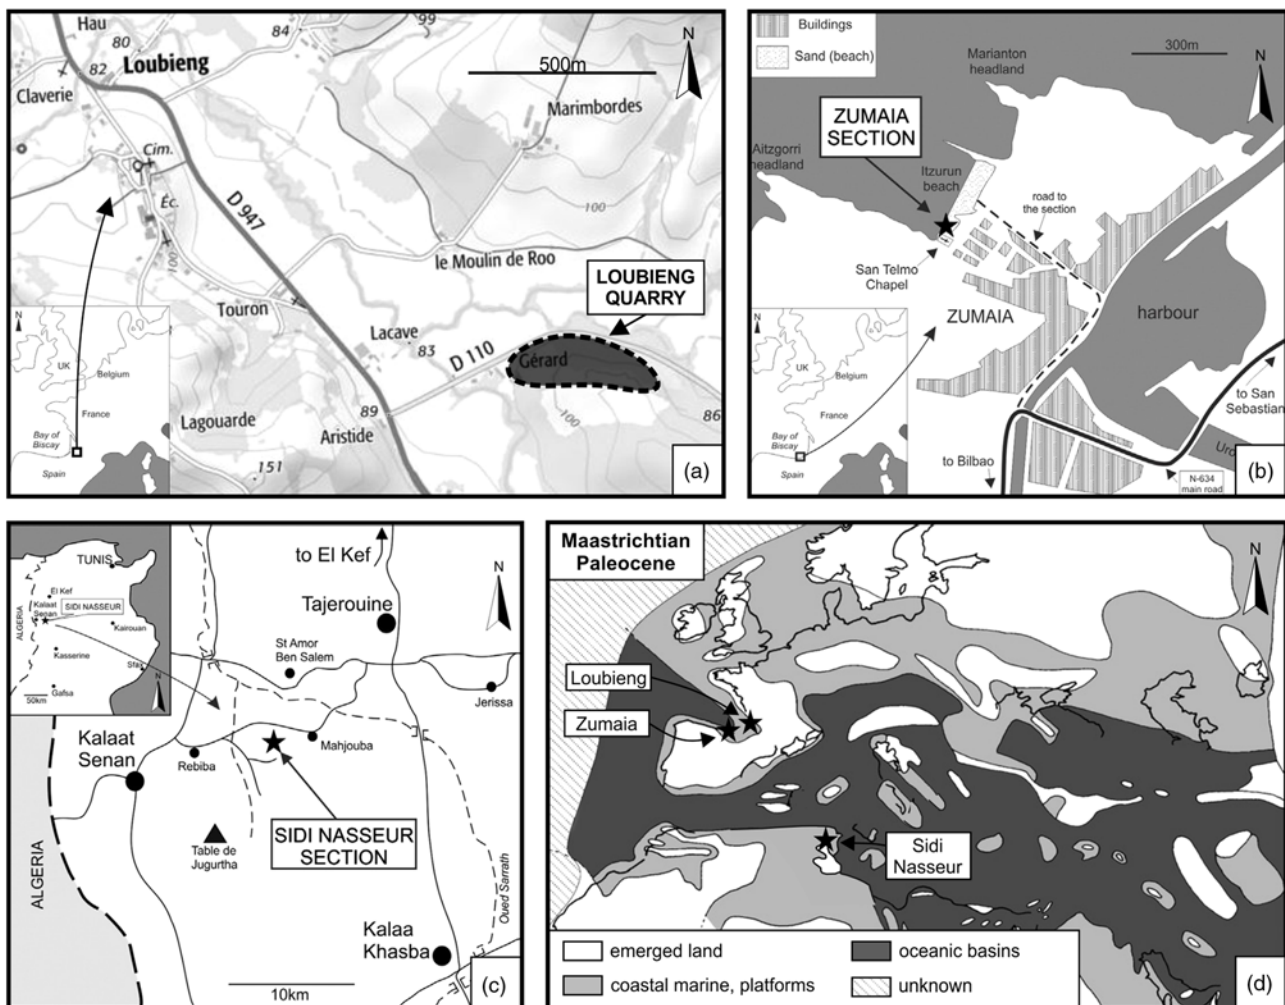 Hau
80
84
99
Loubieng
82
Claverie
Cim.
Éc.
100
D 947
N
500m
Marimbordes
100
le Moulin de Roo
LOUBIENG
QUARRY
Touron
Lacave
83
D 110
Gérard
100
86
Lagouarde
89
Aristide
151
N
UK
Belgium
France
Bay of
Biscay
Spain
(a)
Buildings
Sand (beach)
300m
N
Marianton
headland
ZUMAIA
SECTION
Aitzgorri
headland
Itzurun
beach
road to
the section
San Telmo
Chapel
ZUMAIA
harbour
to San
Sebastian
to Bilbao
N-634
main road
N
UK
Belgium
France
Bay of
Biscay
Spain
(b)
TUNIS
El Kef
Kalaat
Senan
SIDI NASSEUR
ALGERIA
Kairouan
Kasserine
Gafsa
50km
N
to El Kef
N
Tajerouine
St Amor
Ben Salem
Jerissa
Mahjouba
Rebiba
Kalaat
Senan
SIDI NASSEUR
SECTION
Table de
Jugurtha
ALGERIA
Oued Sarrath
Kalaa
Khasba
10km
(c)
Maastrichtian
Paleocene
N
Loubieng
Zumaia
Sidi
Nasseur
emerged land
oceanic basins
coastal marine, platforms
unknown
(d)